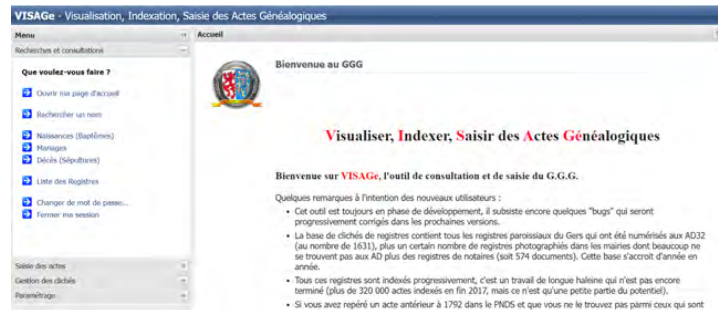 VISAGe - Visualisation, Indexation, Saisie des Actes Généalogiques
Menu
Recherches et consultations
Que voulez-vous faire ?
Ouvrir ma page d'accueil
Rechercher un nom
Naissances (Baptêmes)
Mariages
Décès (Sépultures)
Liste des Registres
Changer de mot de passe...
Fermer ma session
Saisie des actes
Gestion des clichés
Paramétrage
Accueil
Bienvenue au GGG
Visualiser, Indexer, Saisir des Actes Généalogiques
Bienvenue sur VISAGe, l'outil de consultation et de saisie du G.G.G.
Quelques remarques à l'intention des nouveaux utilisateurs :
• Cet outil est toujours en phase de développement, il subsiste encore quelques "bugs" qui seront
progressivement corrigés dans les prochaines versions.
• La base de clichés de registres contient tous les registres paroissiaux du Gers qui ont été numérisés aux AD32
(au nombre de 1631), plus un certain nombre de registres photographiés dans les mairies dont beaucoup ne
se trouvent pas aux AD plus des registres de notaires (soit 574 documents). Cette base s'accroit d'année en
année.
• Tous ces registres sont indexés progressivement, c'est un travail de longue haleine qui n'est pas encore
terminé (plus de 320 000 actes indexés en fin 2017, mais ce n'est qu'une petite partie du potentiel).
• Si vous avez repéré un acte antérieur à 1792 dans le PNDS et que vous ne le trouvez pas parmi ceux qui sont